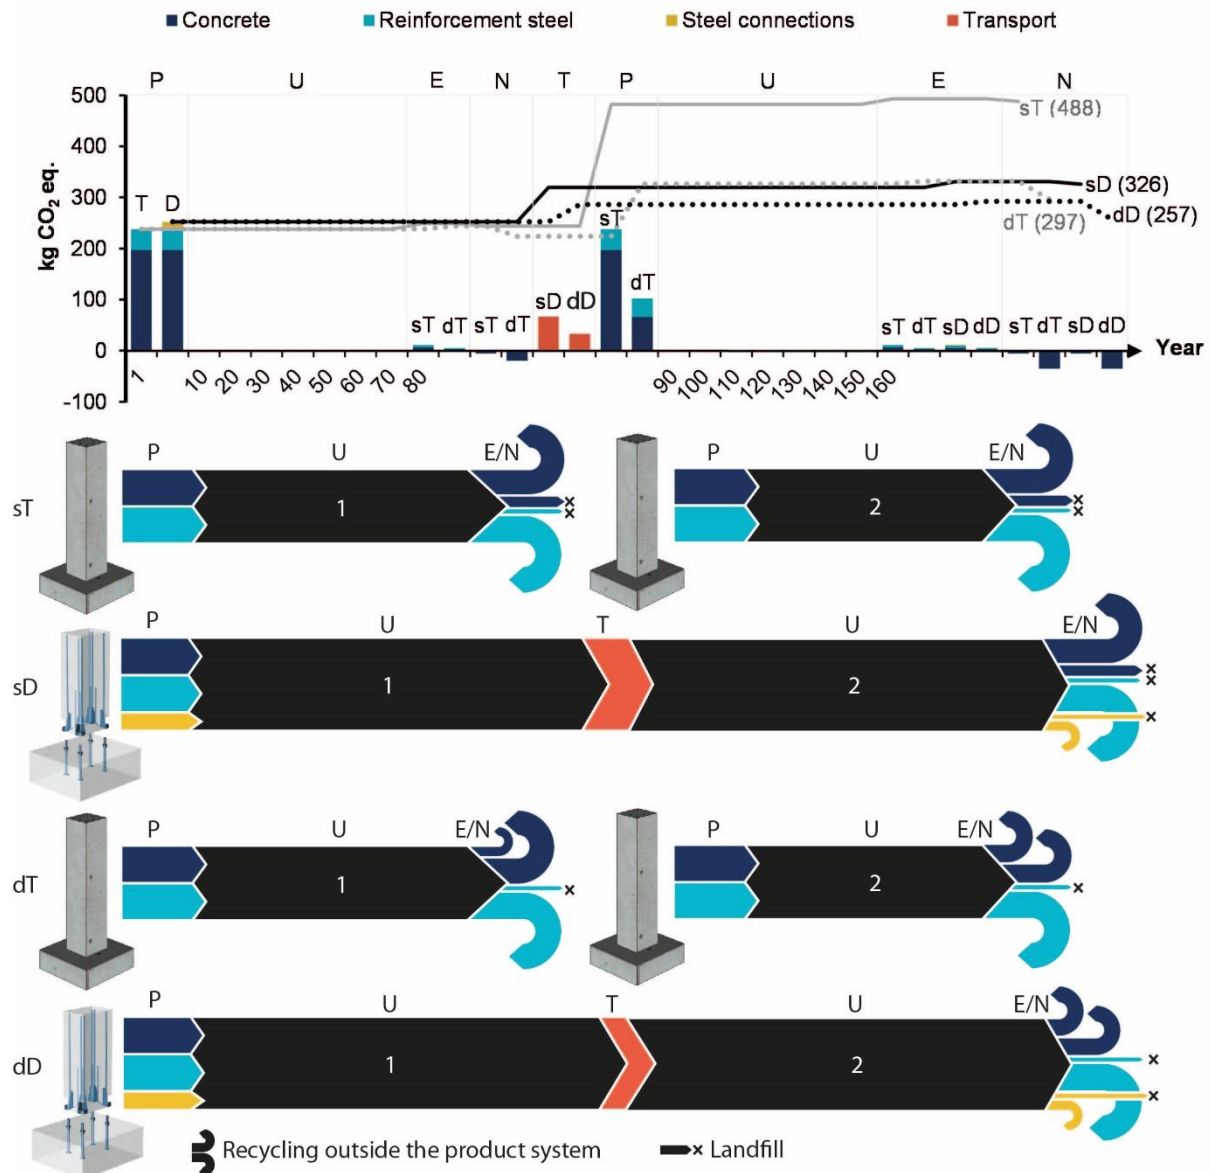 Concrete Reinforcement steel Steel connections Transport
P U E N T P U E N
500
400
300
200
100
0
-100
kg CO₂ eq.
T D
sT (488)
sD (326)
dD (257)
dT (297)
sT
dT
sD dD
sT dT sT dT
sT dT sD dD sT dT sD dD
Year
1 10 20 30 40 50 60 70 80 90 100 110 120 130 140 150 160
P U E/N P U E/N
sT 1 × × 2 × ×
P U T U E/N
sD 1 2 × × ×
P U E/N P U E/N
dT 1 × 2 ×
P U T U E/N
dD 1 2 × ×
Recycling outside the product system × Landfill